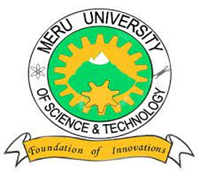 MERU UNIVERSITY
OF SCIENCE & TECHNOLOGY
Foundation of Innovations